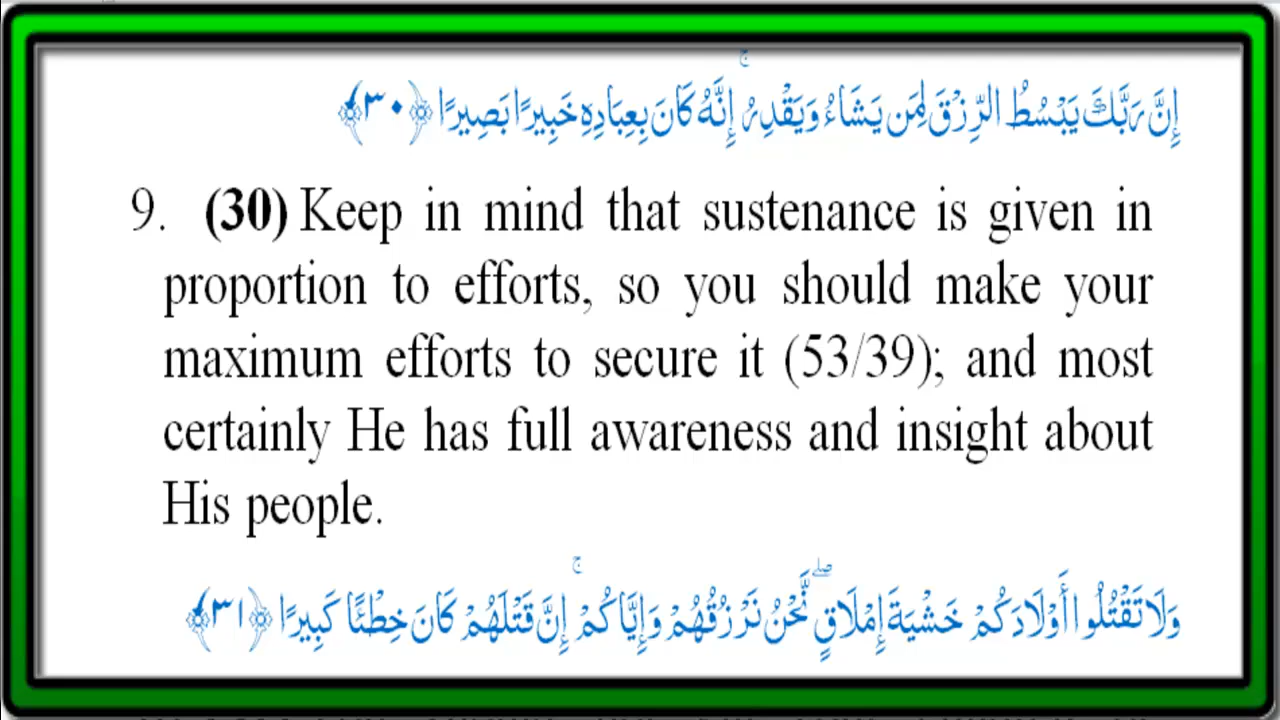 إِنَّ رَبَّكَ يَبْسُطُ الرِّزْقَ لِمَن يَشَاءُ وَيَقْدِرُ ۚ إِنَّهُ كَانَ بِعِبَادِهِ خَبِيرًا بَصِيرًا ﴿٣٠﴾
9. (30) Keep in mind that sustenance is given in
proportion to efforts, so you should make your
maximum efforts to secure it (53/39); and most
certainly He has full awareness and insight about
His people.
وَلَا تَقْتُلُوا أَوْلَادَكُمْ خَشْيَةَ إِمْلَاقٍ ۖ نَّحْنُ نَرْزُقُهُمْ وَإِيَّاكُمْ ۚ إِنَّ قَتْلَهُمْ كَانَ خِطْئًا كَبِيرًا ﴿٣١﴾